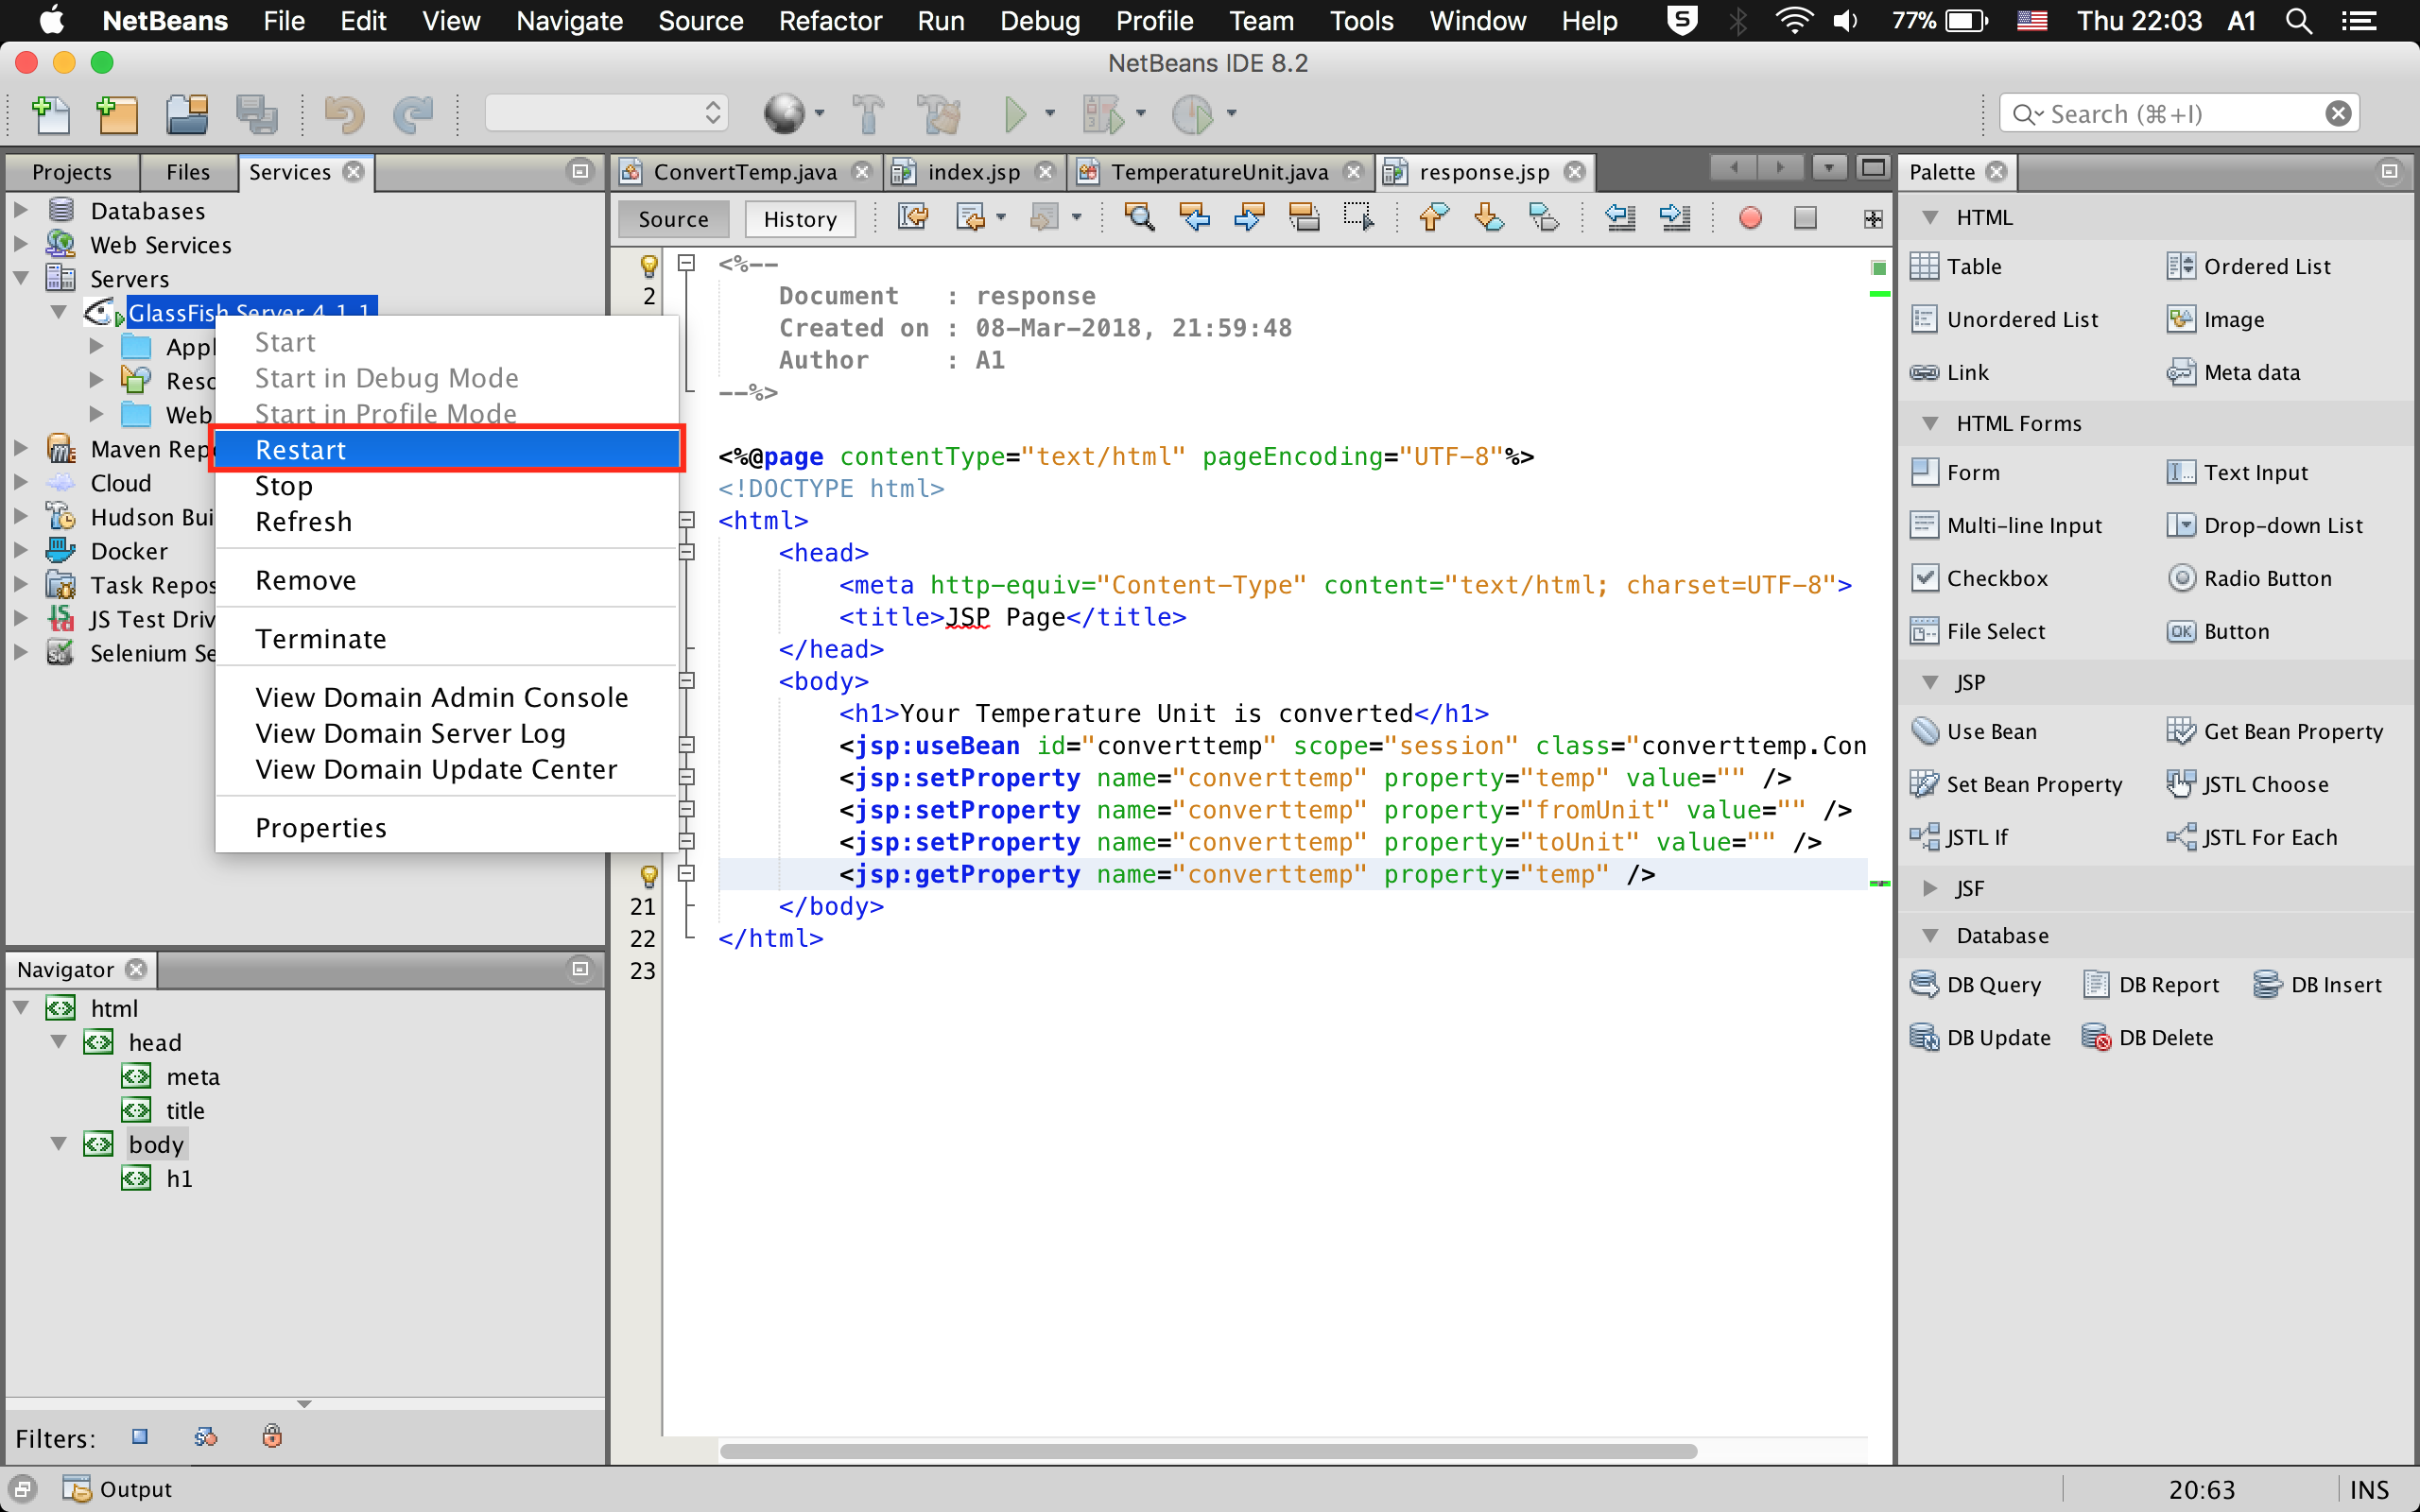 NetBeans File Edit View Navigate Source Refactor Run Debug Profile Team Tools Window Help 77% Thu 22:03 A1
NetBeans IDE 8.2
Search (⌘+I)
Projects Files Services
Databases
Web Services
Servers
GlassFish Server 4.1.1
Appl
Resc
Web
Maven Rep
Cloud
Hudson Bui
Docker
Task Repos
JS Test Driv
Selenium Se
Start
Start in Debug Mode
Start in Profile Mode
Restart
Stop
Refresh
Remove
Terminate
View Domain Admin Console
View Domain Server Log
View Domain Update Center
Properties
Navigator
html
head
meta
title
body
h1
Filters:
Output
ConvertTemp.java index.jsp TemperatureUnit.java response.jsp
Source History
<%--
2 Document : response
Created on : 08-Mar-2018, 21:59:48
Author : A1
--%>
<%@page contentType="text/html" pageEncoding="UTF-8"%>
<!DOCTYPE html>
<html>
<head>
<meta http-equiv="Content-Type" content="text/html; charset=UTF-8">
<title>JSP Page</title>
</head>
<body>
<h1>Your Temperature Unit is converted</h1>
<jsp:useBean id="converttemp" scope="session" class="converttemp.Con
<jsp:setProperty name="converttemp" property="temp" value="" />
<jsp:setProperty name="converttemp" property="fromUnit" value="" />
<jsp:setProperty name="converttemp" property="toUnit" value="" />
<jsp:getProperty name="converttemp" property="temp" />
21 </body>
22 </html>
23
Palette
HTML
Table Ordered List
Unordered List Image
Link Meta data
HTML Forms
Form Text Input
Multi-line Input Drop-down List
Checkbox Radio Button
File Select Button
JSP
Use Bean Get Bean Property
Set Bean Property JSTL Choose
JSTL If JSTL For Each
JSF
Database
DB Query DB Report DB Insert
DB Update DB Delete
20:63 INS